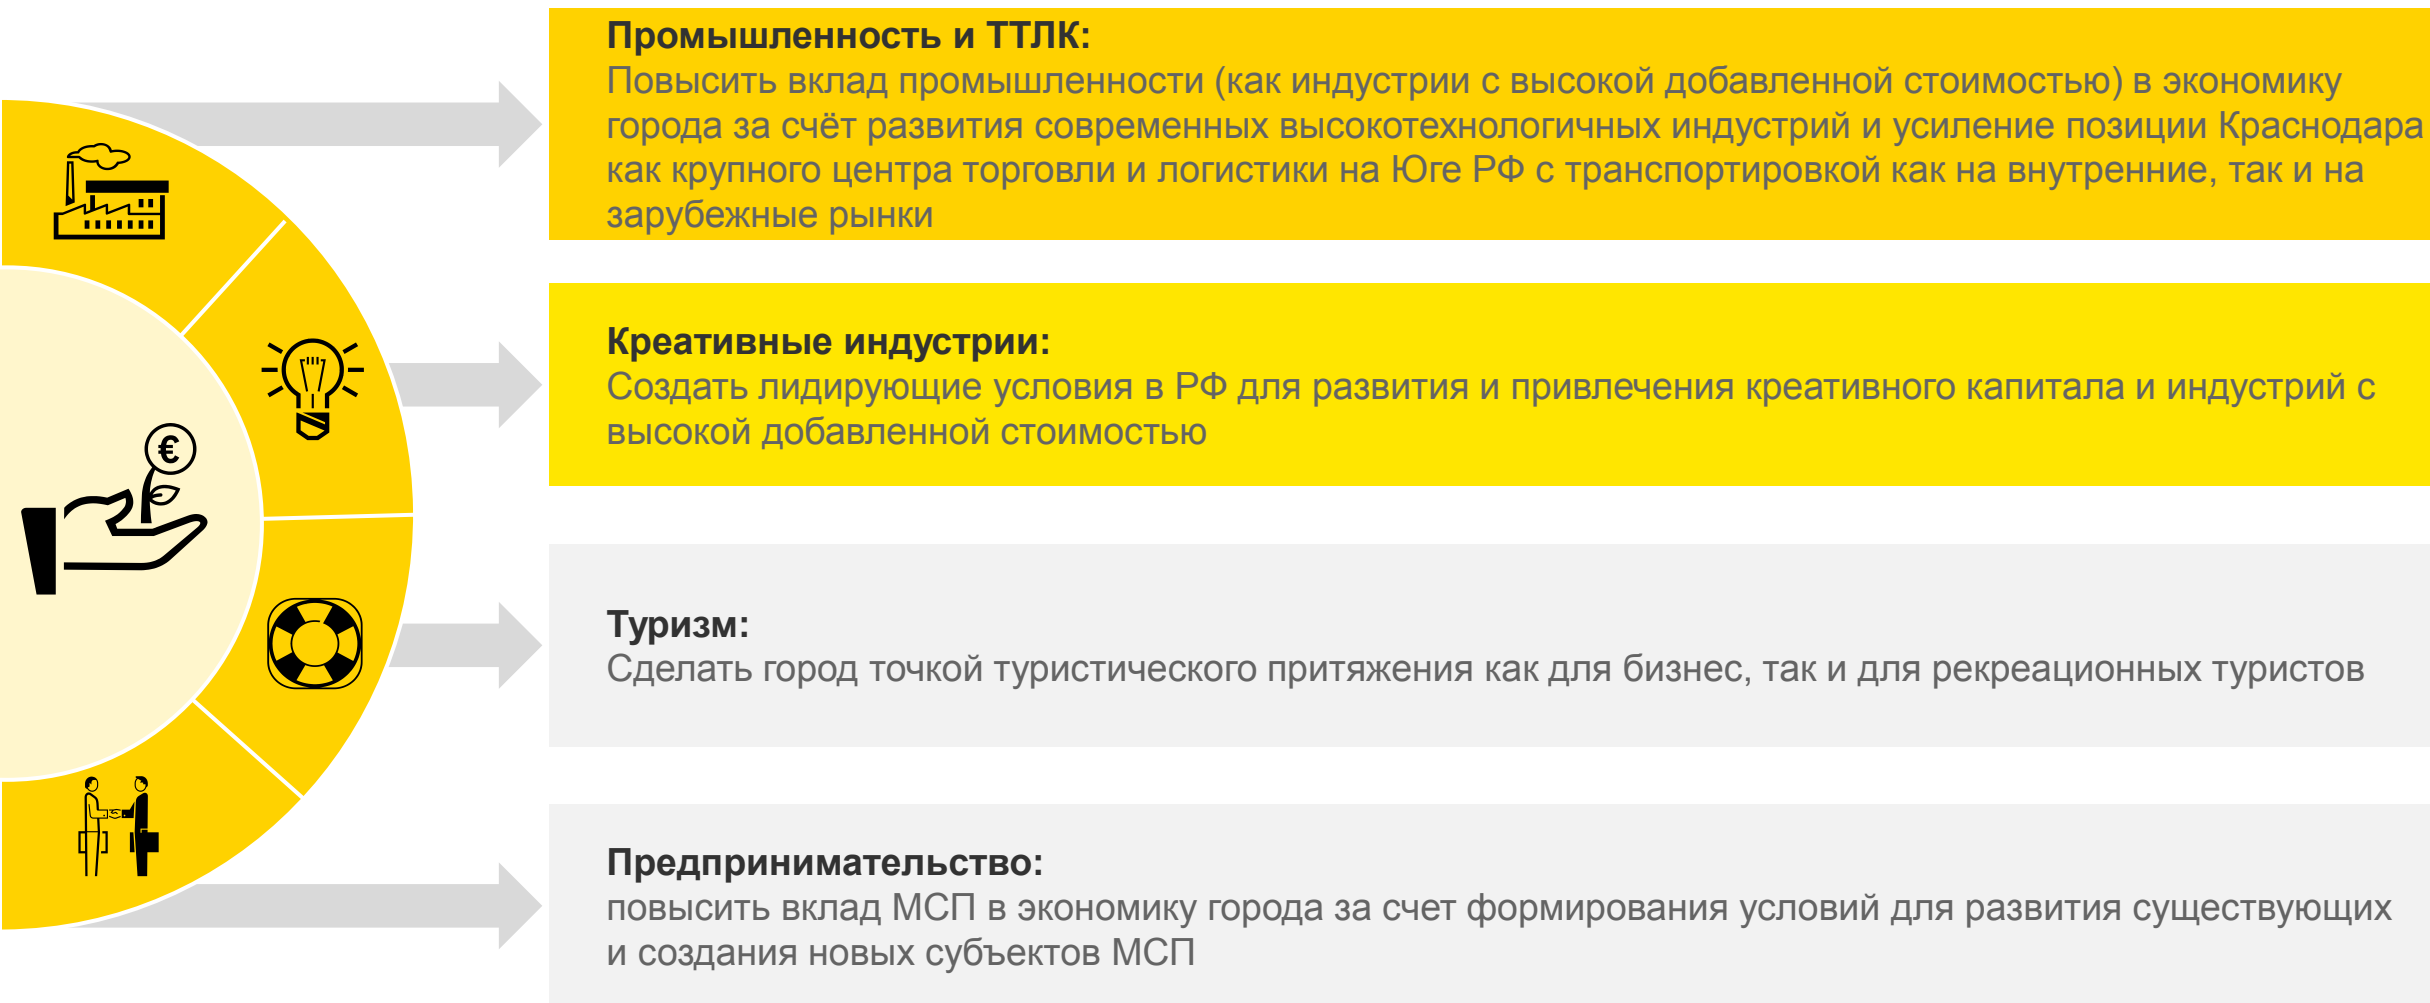 Промышленность и ТТЛК:
Повысить вклад промышленности (как индустрии с высокой добавленной стоимостью) в экономику
города за счёт развития современных высокотехнологичных индустрий и усиление позиции Краснодара
как крупного центра торговли и логистики на Юге РФ с транспортировкой как на внутренние, так и на
зарубежные рынки
Креативные индустрии:
Создать лидирующие условия в РФ для развития и привлечения креативного капитала и индустрий с
высокой добавленной стоимостью
€
Туризм:
Сделать город точкой туристического притяжения как для бизнес, так и для рекреационных туристов
Предпринимательство:
повысить вклад МСП в экономику города за счет формирования условий для развития существующих
и создания новых субъектов МСП